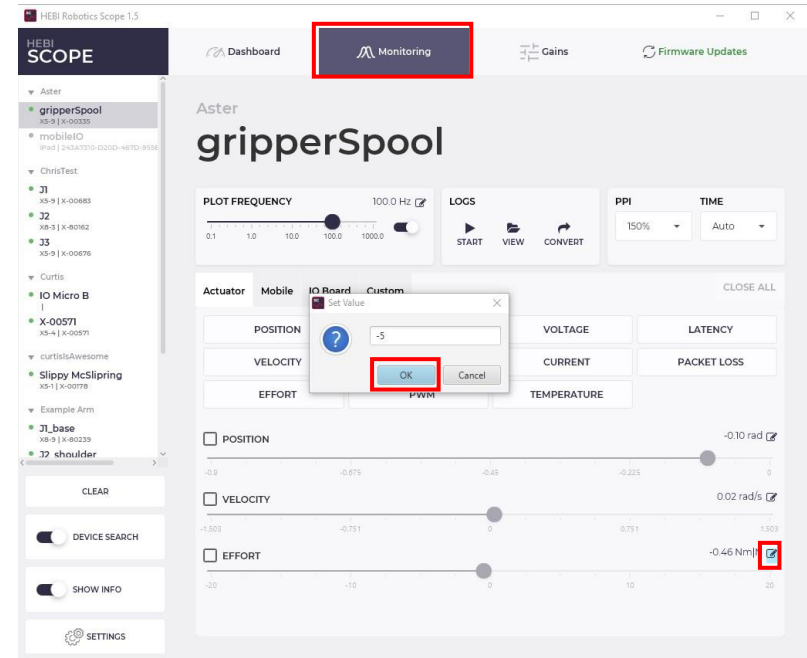 HEBI Robotics Scope 1.5
HEBI
SCOPE
Dashboard
Monitoring
Gains
Firmware Updates
Aster
gripperSpool
X5-9 | X-00335
mobileIO
ChrisTest
J1
X5-9 | X-00683
J2
X8-3 | X-80162
J3
X5-9 | X-00676
Curtis
IO Micro B
|
X-00571
X5-4 | X-00571
curtisIsAwesome
Slippy McSlipring
X5-1 | X-00178
Example Arm
J1_base
X8-9 | X-80239
J2_shoulder
CLEAR
DEVICE SEARCH
SHOW INFO
SETTINGS
Aster
gripperSpool
PLOT FREQUENCY
100.0 Hz
0.1 1.0 10.0 100.0 1000.0
LOGS
START VIEW CONVERT
PPI TIME
150% Auto
Actuator Mobile IO Board Custom
CLOSE ALL
POSITION VOLTAGE LATENCY
VELOCITY CURRENT PACKET LOSS
EFFORT PWM TEMPERATURE
Set Value
?
-5
OK Cancel
POSITION
-0.10 rad
-0.9 -0.675 -0.45 -0.225 0
VELOCITY
0.02 rad/s
-1.503 -0.751 0 0.751 1.503
EFFORT
-0.46 Nm|
-20 -10 0 10 20